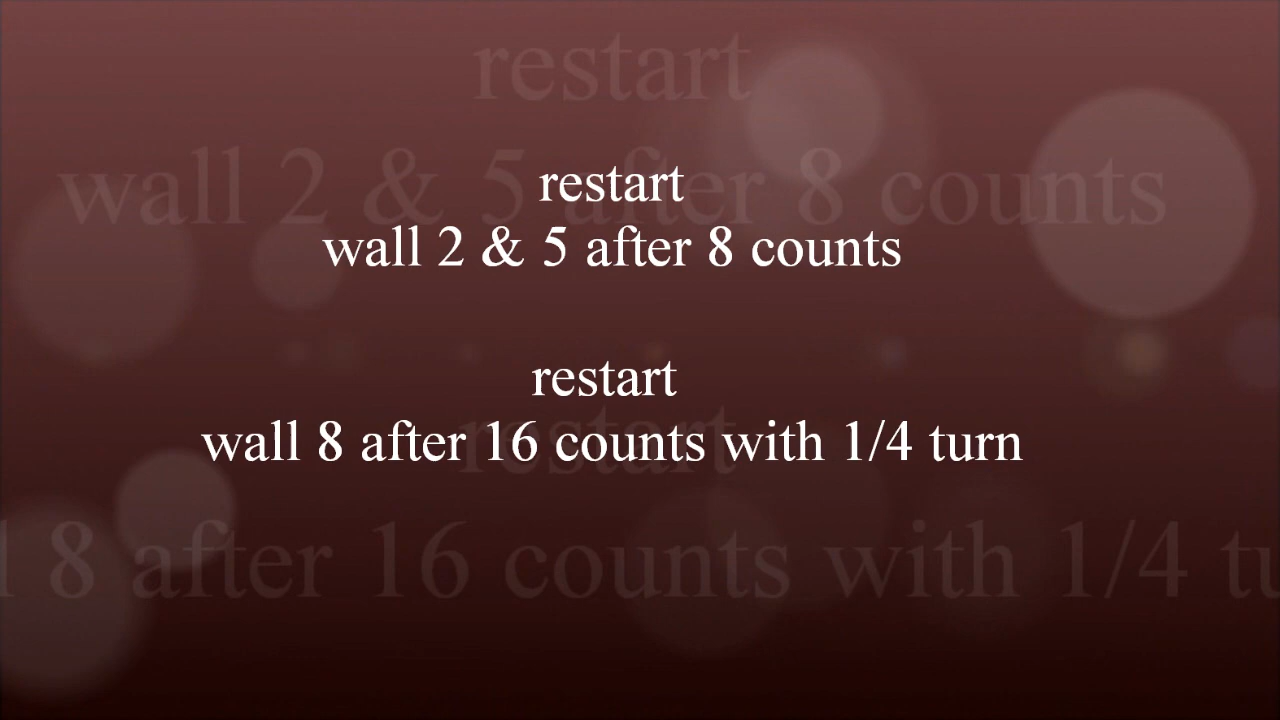 restart
wall 2 & 5 after 8 counts
restart
wall 8 after 16 counts with 1/4 turn